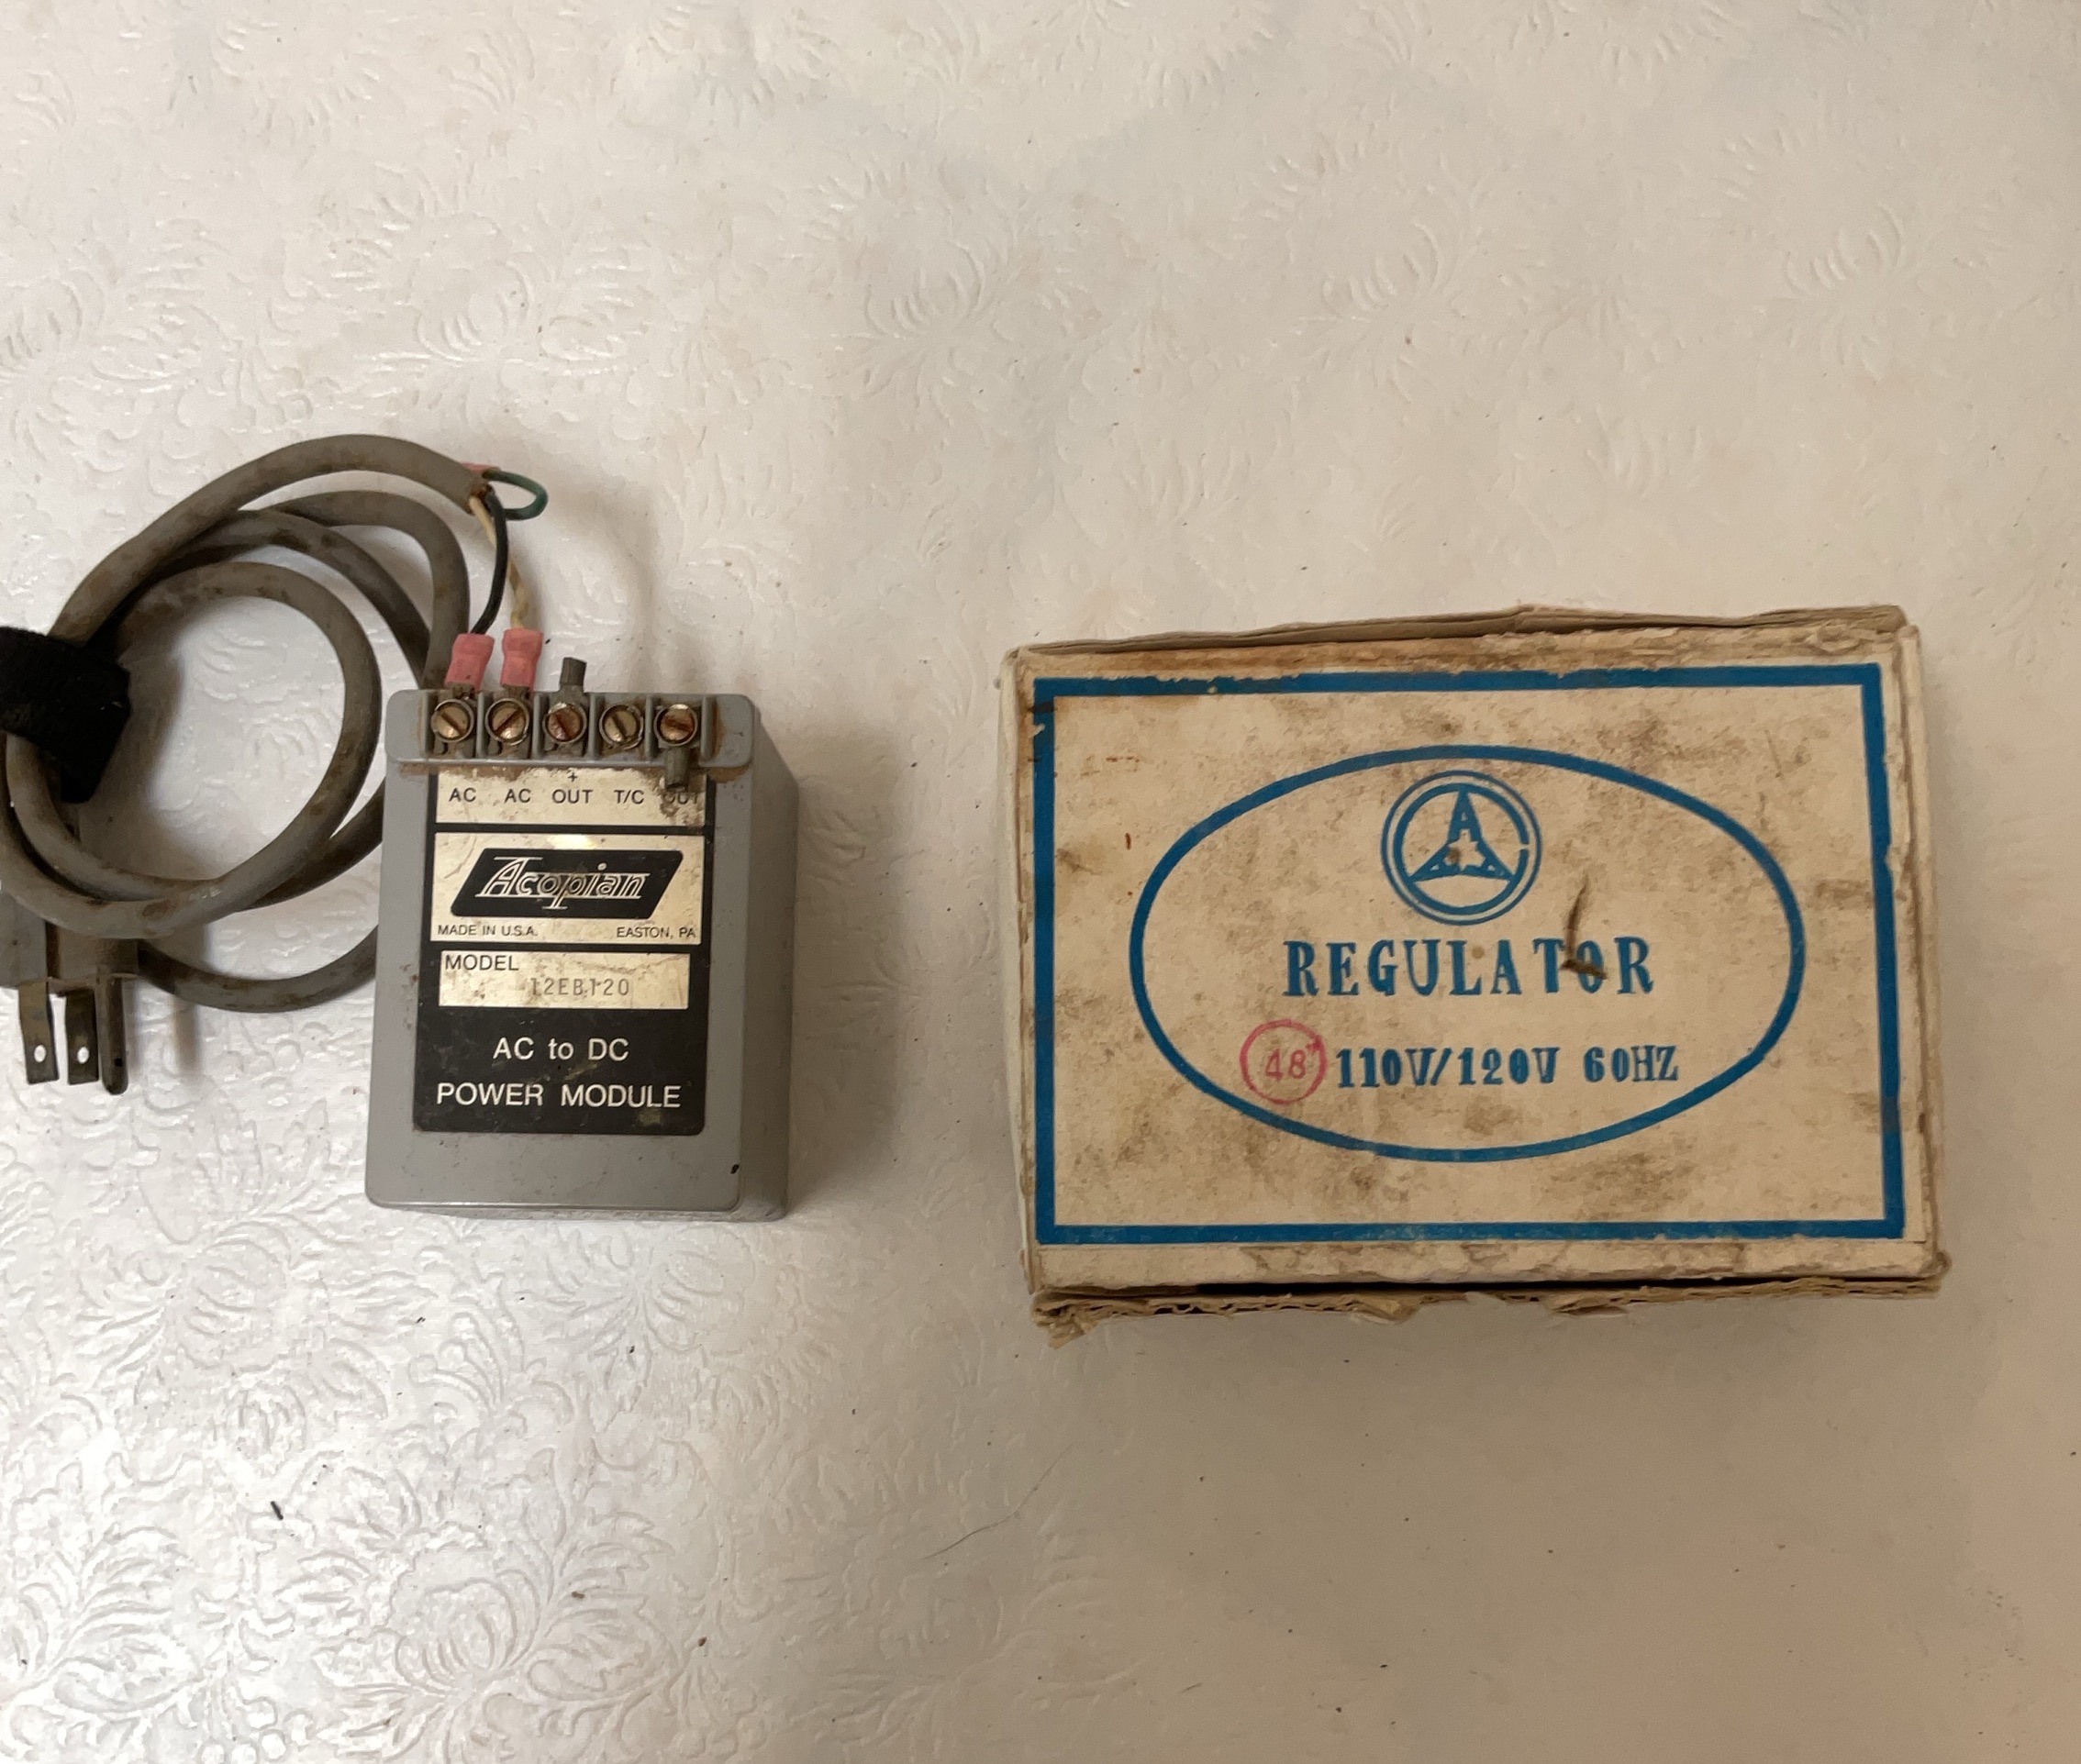 +
AC AC OUT T/C OUT
Acopian
MADE IN U.S.A. EASTON, PA
MODEL
12EB120
AC to DC
POWER MODULE
A
REGULATOR
48" 110V/120V 60HZ